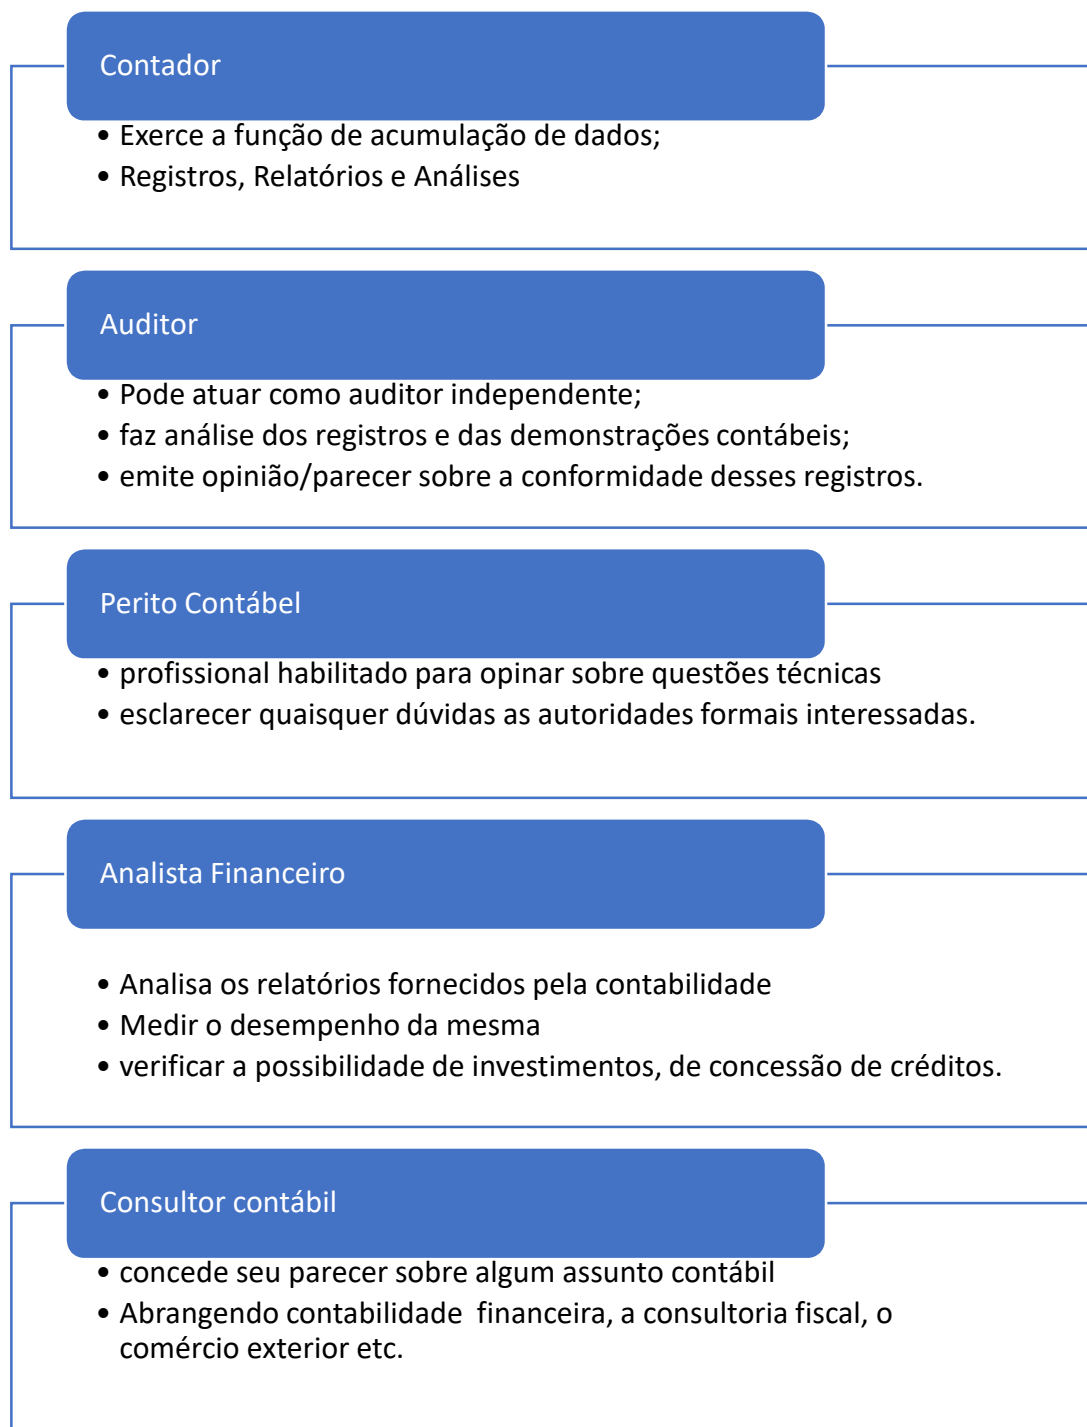 Contador
• Exerce a função de acumulação de dados;
• Registros, Relatórios e Análises
Auditor
• Pode atuar como auditor independente;
• faz análise dos registros e das demonstrações contábeis;
• emite opinião/parecer sobre a conformidade desses registros.
Perito Contábel
• profissional habilitado para opinar sobre questões técnicas
• esclarecer quaisquer dúvidas as autoridades formais interessadas.
Analista Financeiro
• Analisa os relatórios fornecidos pela contabilidade
• Medir o desempenho da mesma
• verificar a possibilidade de investimentos, de concessão de créditos.
Consultor contábil
• concede seu parecer sobre algum assunto contábil
• Abrangendo contabilidade  financeira, a consultoria fiscal, o
comércio exterior etc.